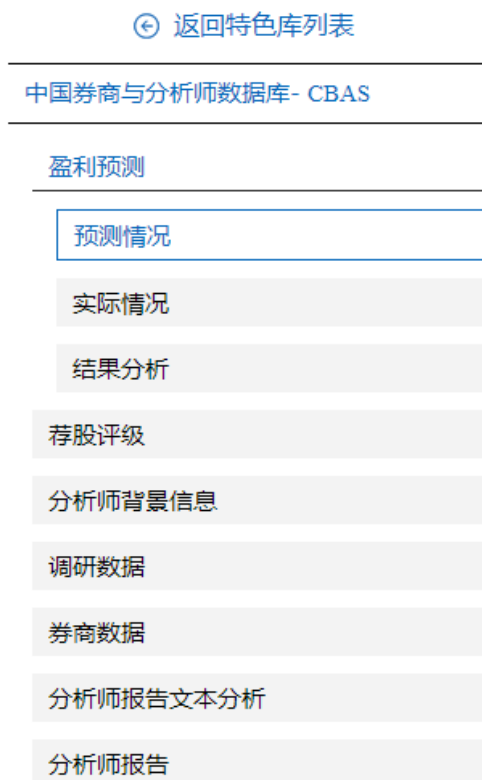 返回特色库列表
中国券商与分析师数据库- CBAS
盈利预测
预测情况
实际情况
结果分析
荐股评级
分析师背景信息
调研数据
券商数据
分析师报告文本分析
分析师报告